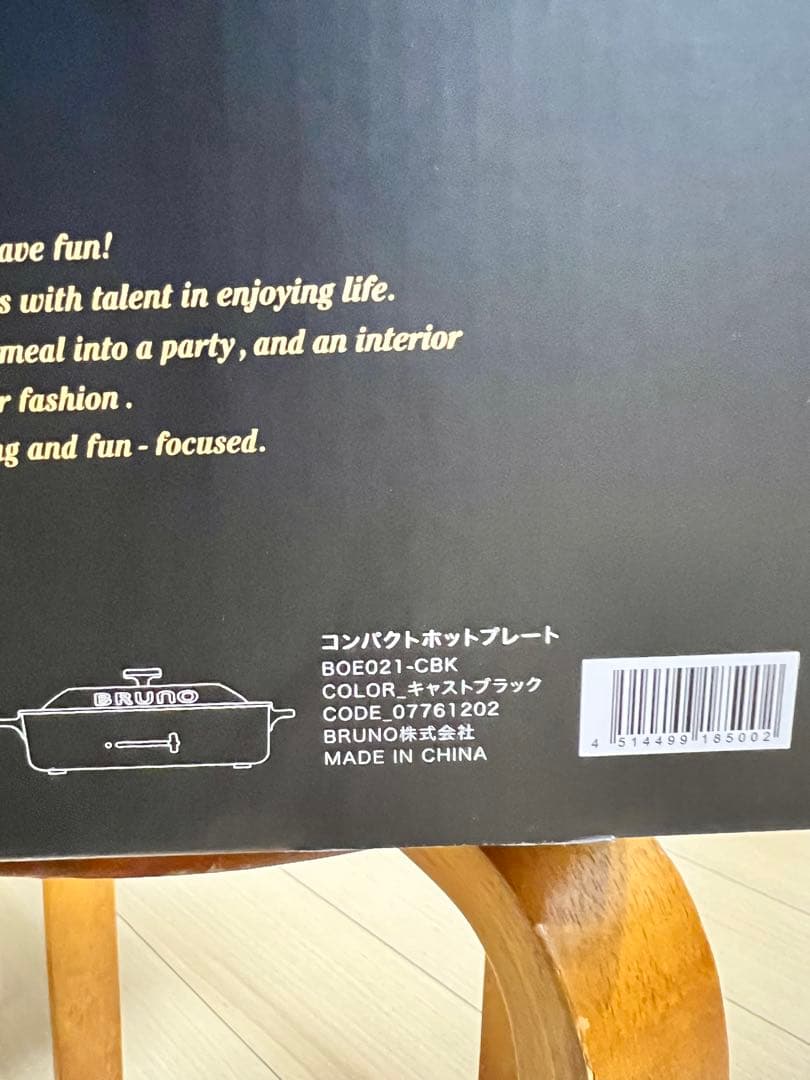 ave fun!
s with talent in enjoying life.
meal into a party, and an interior
r fashion .
g and fun - focused.
BRUNO
コンパクトホットプレート
BOE021-CBK
COLOR_キャストブラック
CODE_07761202
BRUNO株式会社
MADE IN CHINA
4 514499 185002